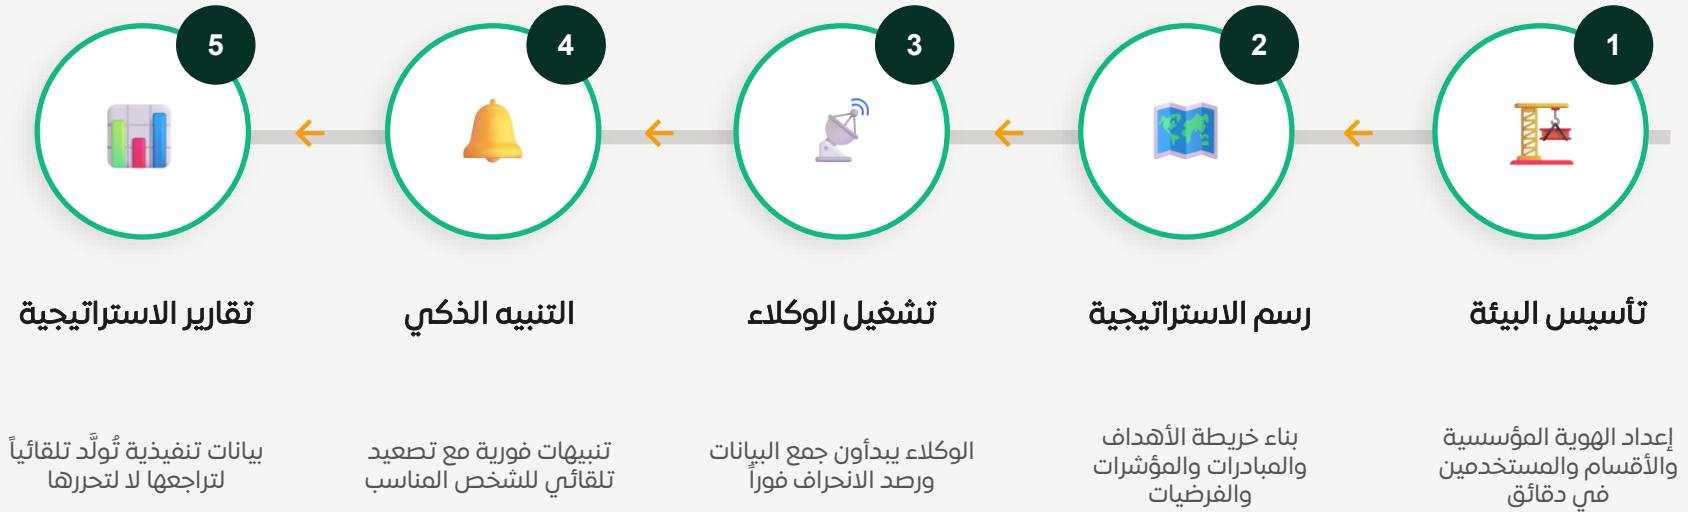 1
تأسيس البيئة
إعداد الهوية المؤسسية
والأقسام والمستخدمين
في دقائق
2
رسم الاستراتيجية
بناء خريطة الأهداف
والمبادرات والمؤشرات
والفرضيات
3
تشغيل الوكلاء
الوكلاء يبدأون جمع البيانات
ورصد الانحراف فوراً
4
التنبيه الذكي
تنبيهات فورية مع تصعيد
تلقائي للشخص المناسب
5
تقارير الاستراتيجية
بيانات تنفيذية تُولَّد تلقائياً
لتراجعها لا لتحررها